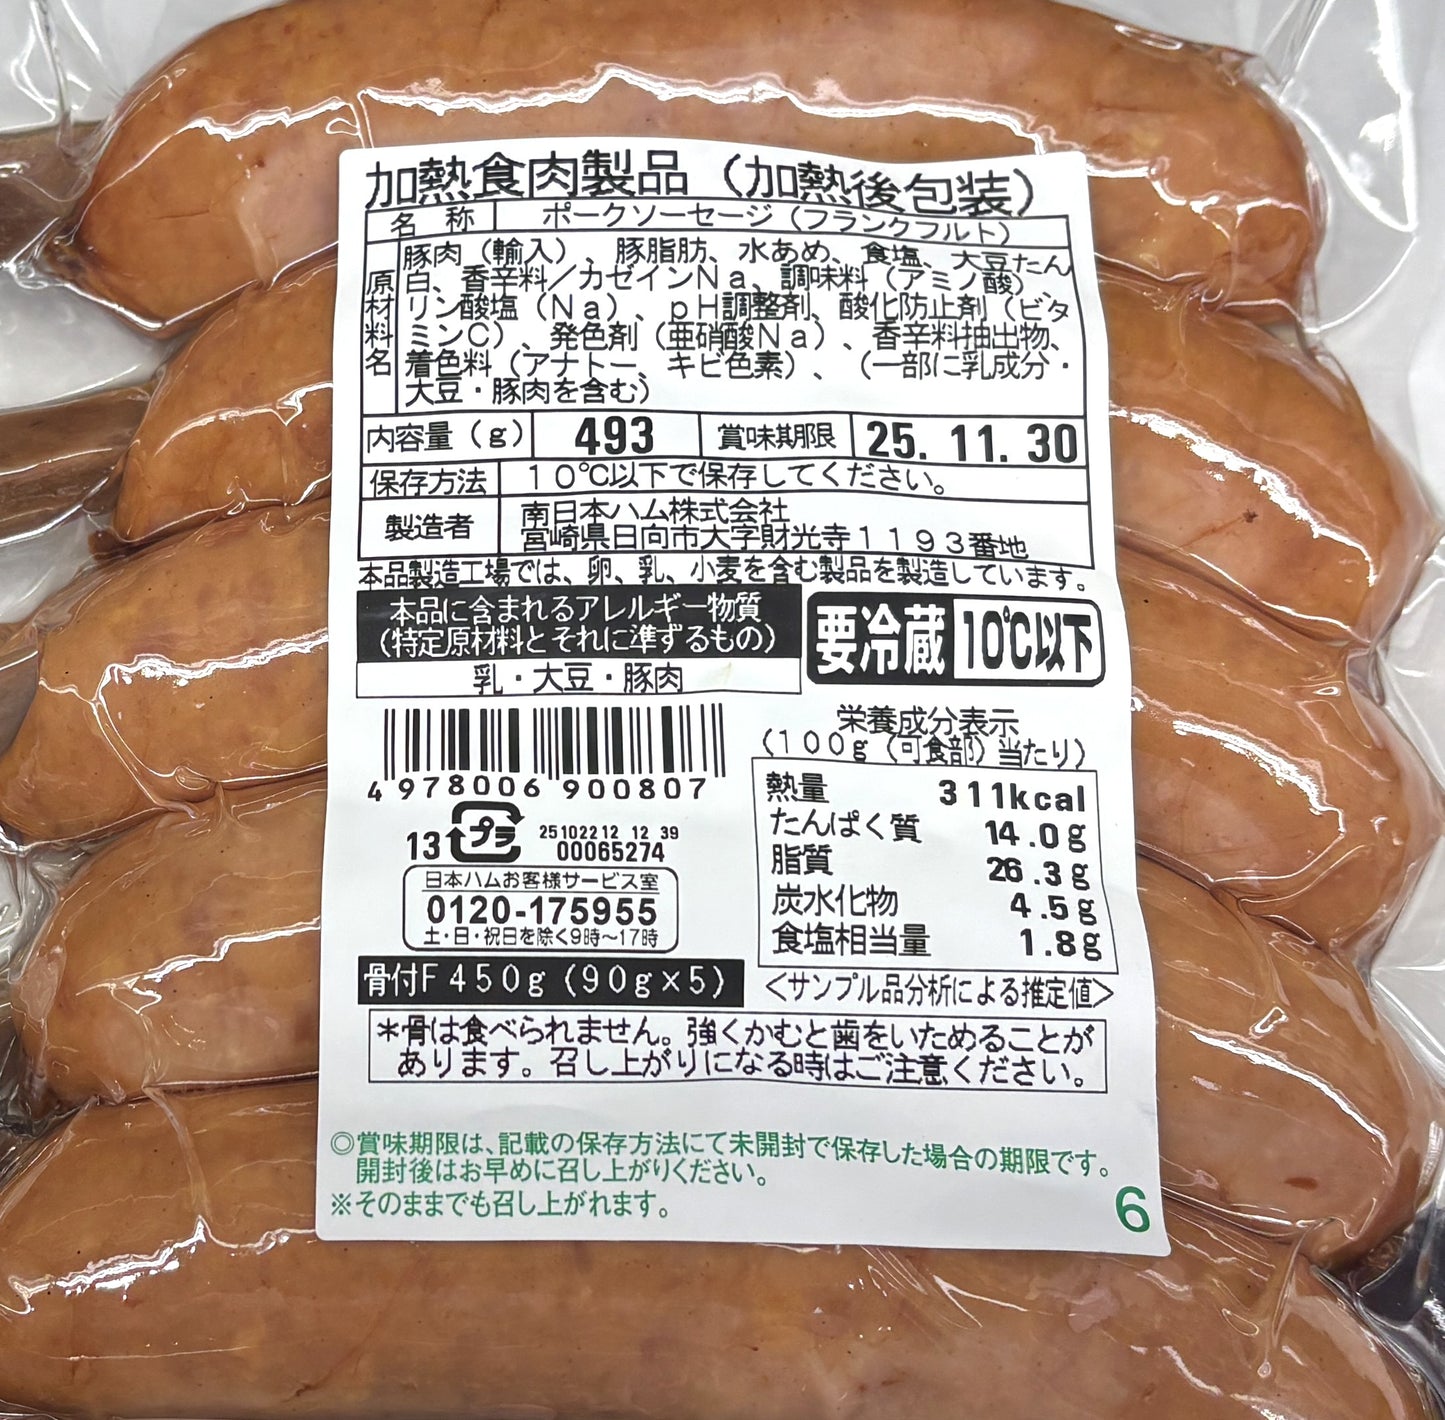 加熱食肉製品(加熱後包装)
名称 ポークソーセージ(フランクフルト)
原材料名
豚肉(輸入)、豚脂肪、水あめ、食塩、大豆たん
白、香辛料/カゼインNa、調味料(アミノ酸)、
リン酸塩(Na)、pH調整剤、酸化防止剤(ビタ
ミンC)、発色剤(亜硝酸Na)、香辛料抽出物、
着色料(アナトー、キビ色素)、(一部に乳成分・
大豆・豚肉を含む)
内容量(g) 493 賞味期限 25.11.30
保存方法 10℃以下で保存してください。
製造者
南日本ハム株式会社
宮崎県日向市大字財光寺1193番地
本品製造工場では、卵、乳、小麦を含む製品を製造しています。
本品に含まれるアレルギー物質
(特定原材料とそれに準ずるもの)
乳・大豆・豚肉
要冷蔵 10℃以下
4978006900807
13 プラ
25102212 12 39
00065274
日本ハムお客様サービス室
0120-175955
土・日・祝日を除く9時~17時
栄養成分表示
(100g(可食部)当たり)
熱量 311kcal
たんぱく質 14.0g
脂質 26.3g
炭水化物 4.5g
食塩相当量 1.8g
<サンプル品分析による推定値>
骨付F450g(90g×5)
*骨は食べられません。強くかむと歯をいためることが
あります。召し上がりになる時はご注意ください。
◎賞味期限は、記載の保存方法にて未開封で保存した場合の期限です。
開封後はお早めに召し上がりください。
※そのままでも召し上がれます。
6